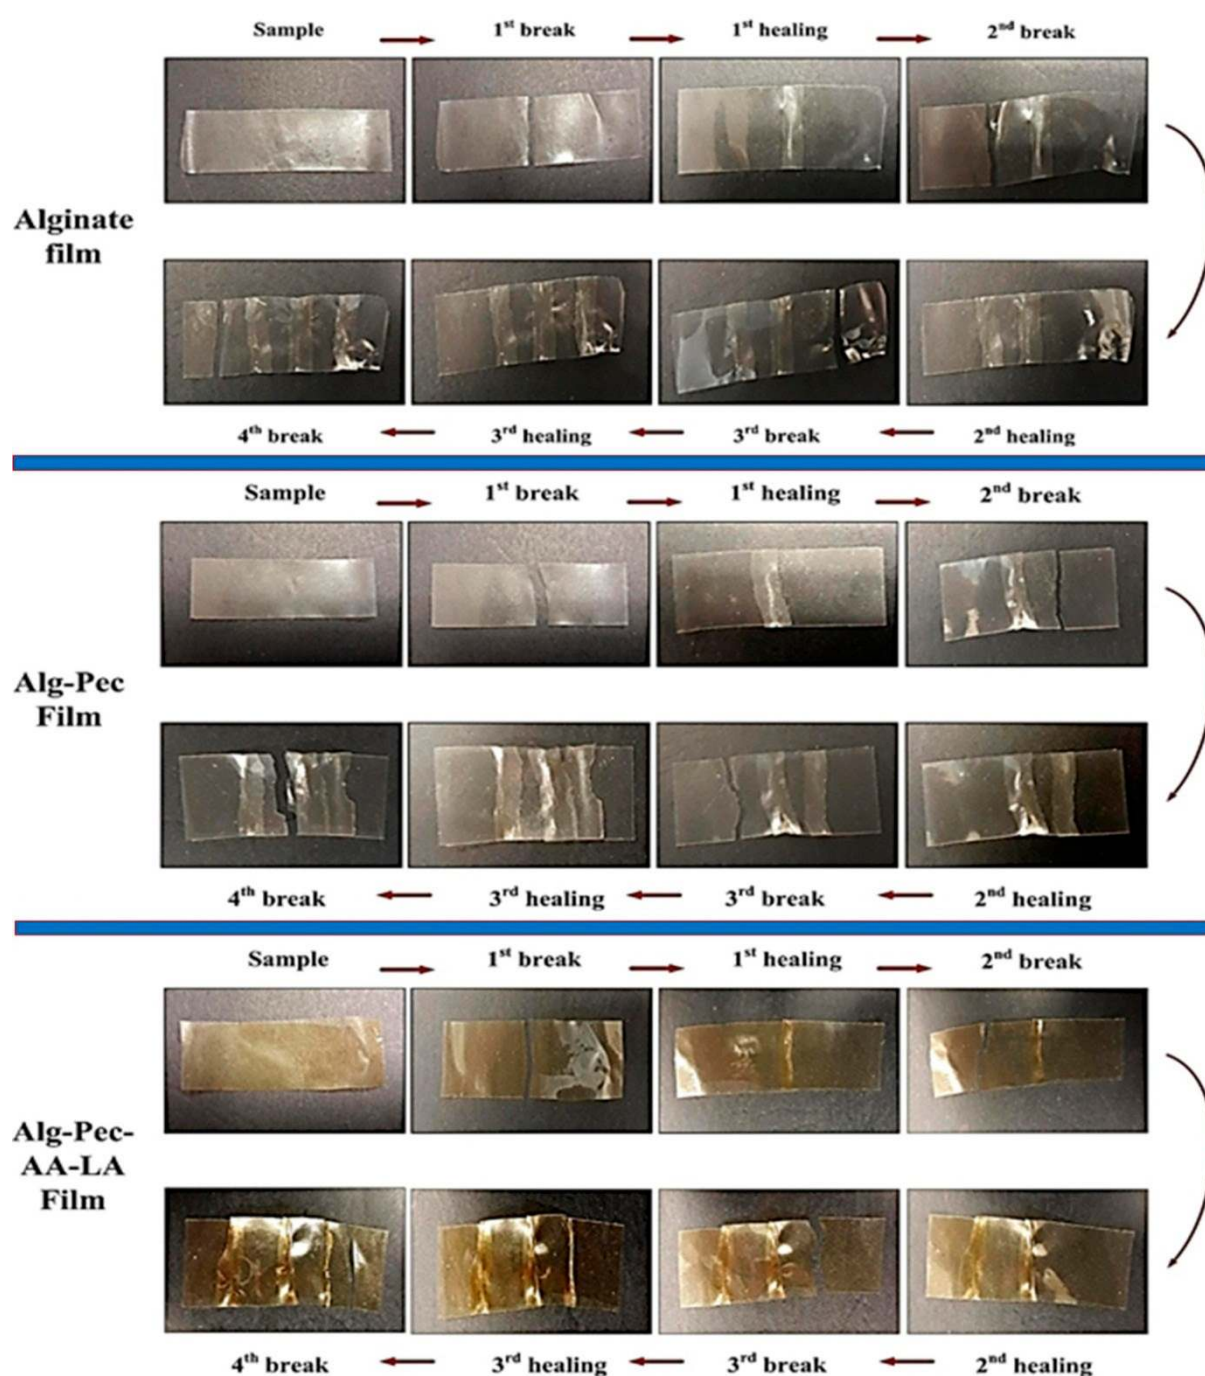 Sample 1st break 1st healing 2nd break
Alginate
film
4th break 3rd healing 3rd break 2nd healing
Sample 1st break 1st healing 2nd break
Alg-Pec
Film
4th break 3rd healing 3rd break 2nd healing
Sample 1st break 1st healing 2nd break
Alg-Pec-
AA-LA
Film
4th break 3rd healing 3rd break 2nd healing